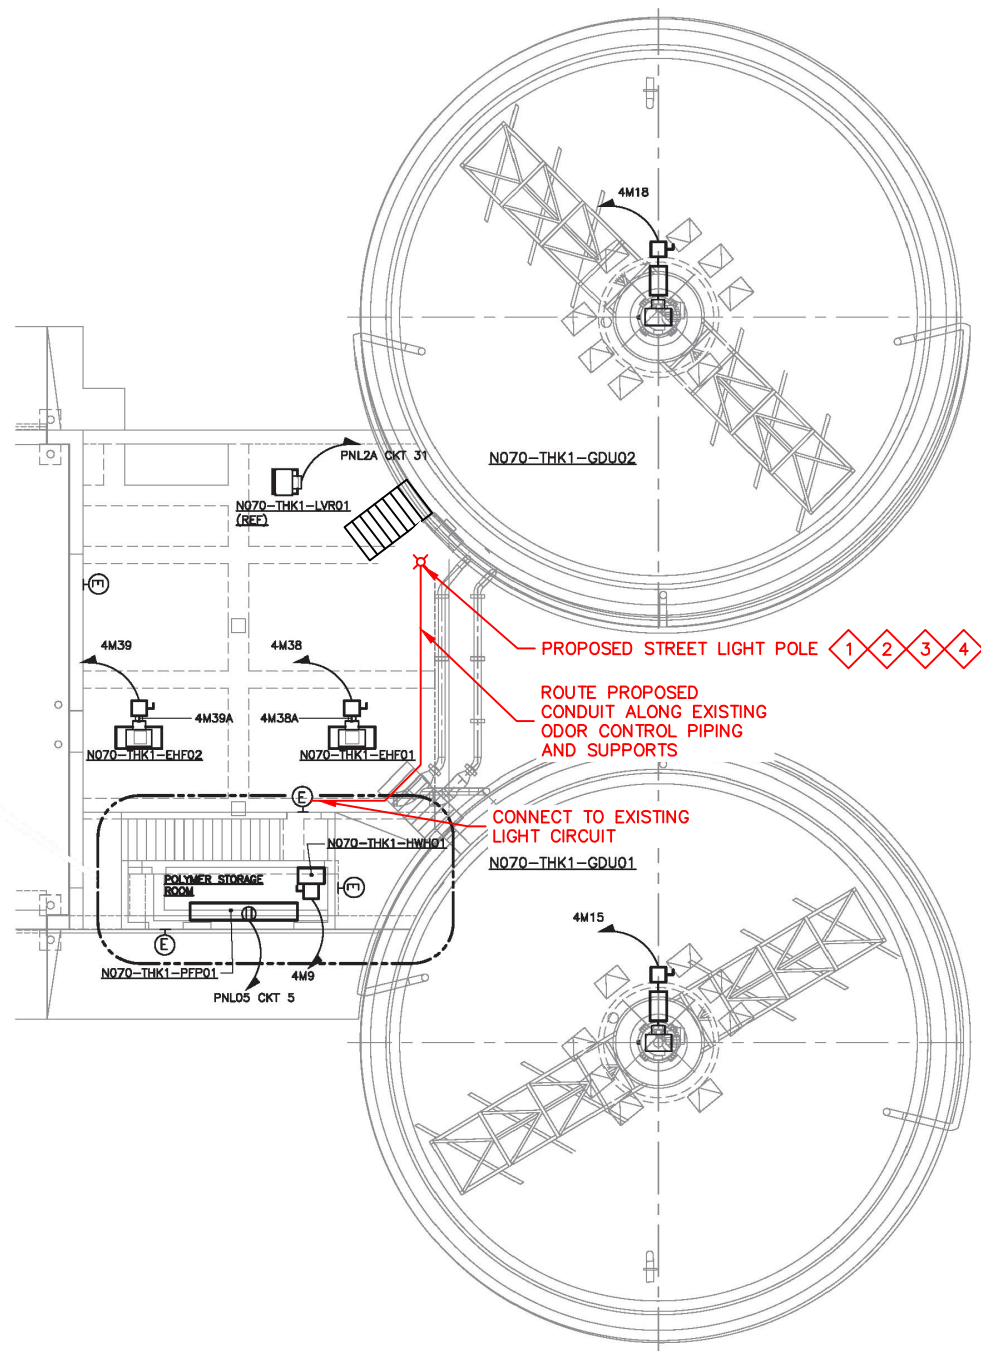 4M18
PNL2A CKT 31
N070-THK1-GDU02
N070-THK1-LVR01
(REF)
E
4M39
4M38
PROPOSED STREET LIGHT POLE 1 2 3 4
ROUTE PROPOSED
CONDUIT ALONG EXISTING
ODOR CONTROL PIPING
AND SUPPORTS
4M39A
4M38A
N070-THK1-EHF02
N070-THK1-EHF01
E
CONNECT TO EXISTING
LIGHT CIRCUIT
N070-THK1-HWH01
N070-THK1-GDU01
POLYMER STORAGE
ROOM
E
4M15
E
N070-THK1-PFP01
4M9
PNL05 CKT 5